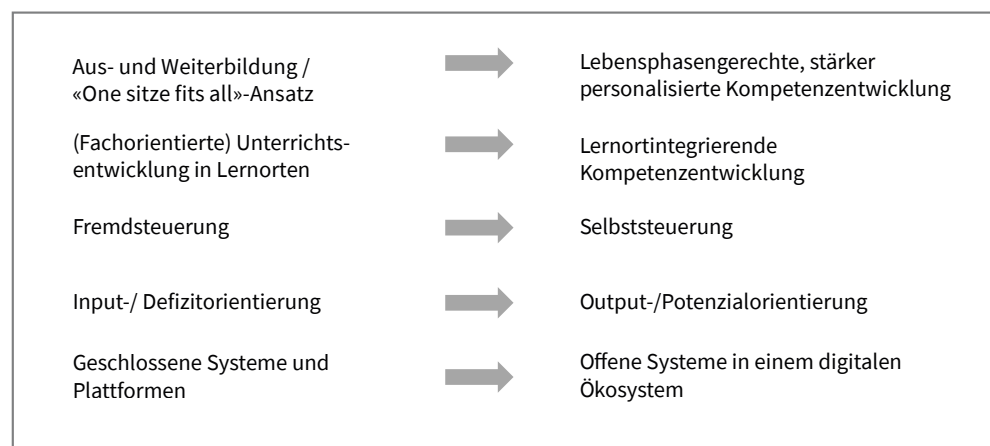 Aus- und Weiterbildung /
«One sitze fits all»-Ansatz
Lebensphasengerechte, stärker
personalisierte Kompetenzentwicklung
(Fachorientierte) Unterrichts-
entwicklung in Lernorten
Lernortintegrierende
Kompetenzentwicklung
Fremdsteuerung
Selbststeuerung
Input-/ Defizitorientierung
Output-/Potenzialorientierung
Geschlossene Systeme und
Plattformen
Offene Systeme in einem digitalen
Ökosystem